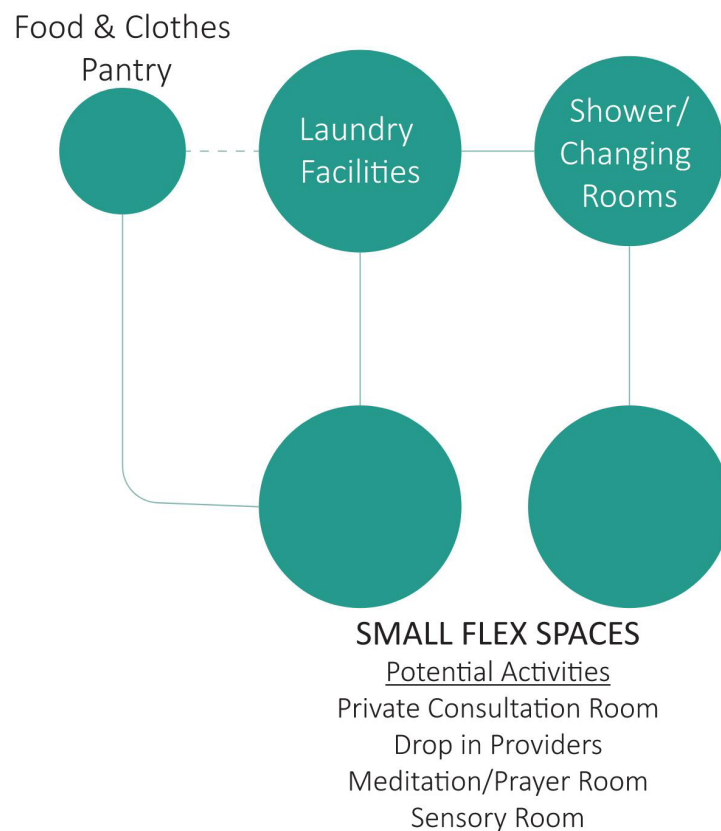 Food & Clothes
Pantry
Laundry
Facilities
Shower/
Changing
Rooms
SMALL FLEX SPACES
Potential Activities
Private Consultation Room
Drop in Providers
Meditation/Prayer Room
Sensory Room